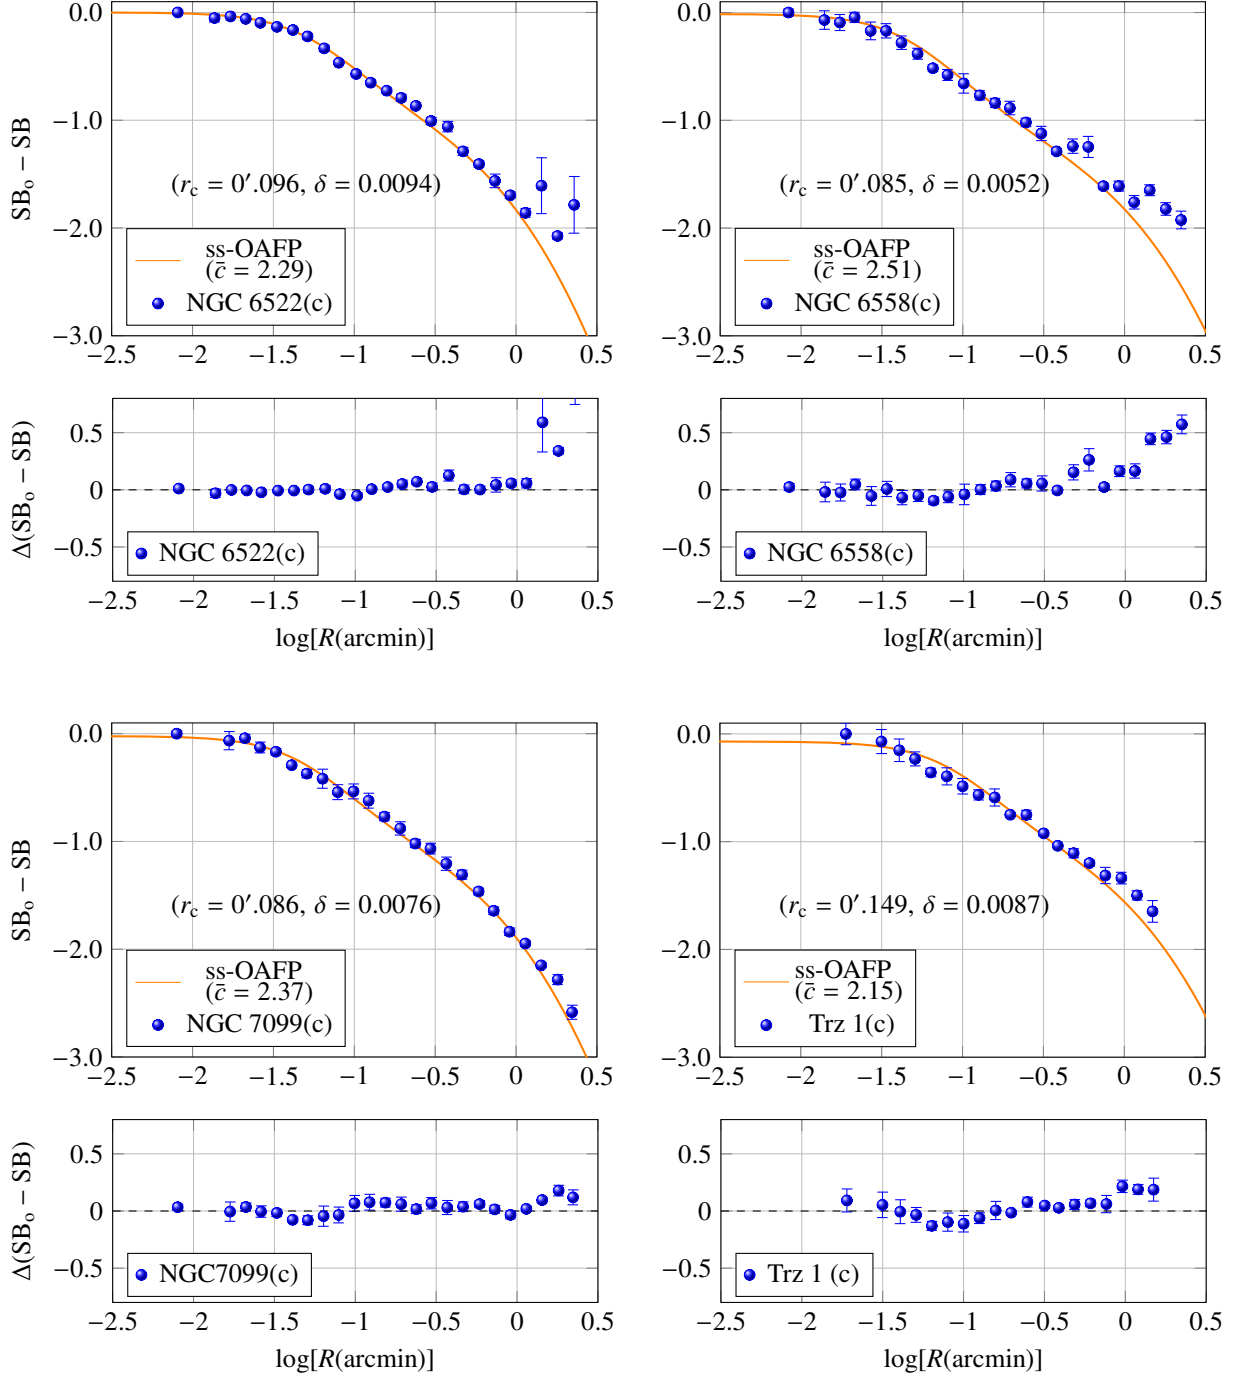 0.0
−1.0
−2.0
−3.0
SBo − SB
(rc = 0′.096, δ = 0.0094)
ss-OAFP
(c̄ = 2.29)
NGC 6522(c)
−2.5 −2 −1.5 −1 −0.5 0 0.5
0.0
−1.0
−2.0
−3.0
(rc = 0′.085, δ = 0.0052)
ss-OAFP
(c̄ = 2.51)
NGC 6558(c)
−2.5 −2 −1.5 −1 −0.5 0 0.5
0.5
0
−0.5
Δ(SBo − SB)
NGC 6522(c)
−2.5 −2 −1.5 −1 −0.5 0 0.5
log[R(arcmin)]
0.5
0
−0.5
NGC 6558(c)
−2.5 −2 −1.5 −1 −0.5 0 0.5
log[R(arcmin)]
0.0
−1.0
−2.0
−3.0
SBo − SB
(rc = 0′.086, δ = 0.0076)
ss-OAFP
(c̄ = 2.37)
NGC 7099(c)
−2.5 −2 −1.5 −1 −0.5 0 0.5
0.0
−1.0
−2.0
−3.0
(rc = 0′.149, δ = 0.0087)
ss-OAFP
(c̄ = 2.15)
Trz 1(c)
−2.5 −2 −1.5 −1 −0.5 0 0.5
0.5
0
−0.5
Δ(SBo − SB)
NGC7099(c)
−2.5 −2 −1.5 −1 −0.5 0 0.5
log[R(arcmin)]
0.5
0
−0.5
Trz 1 (c)
−2.5 −2 −1.5 −1 −0.5 0 0.5
log[R(arcmin)]